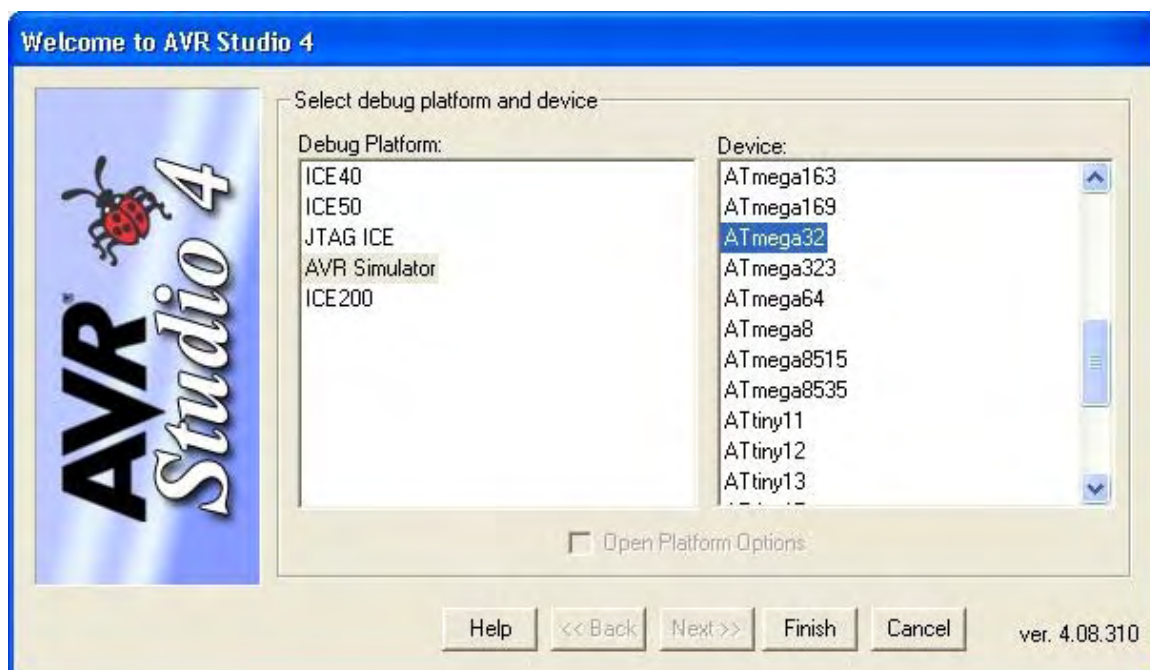 Welcome to AVR Studio 4
AVR® Studio 4
Select debug platform and device
Debug Platform:
ICE40
ICE50
JTAG ICE
AVR Simulator
ICE200
Device:
ATmega163
ATmega169
ATmega32
ATmega323
ATmega64
ATmega8
ATmega8515
ATmega8535
ATtiny11
ATtiny12
ATtiny13
Open Platform Options
Help
<< Back
Next >>
Finish
Cancel
ver. 4.08.310